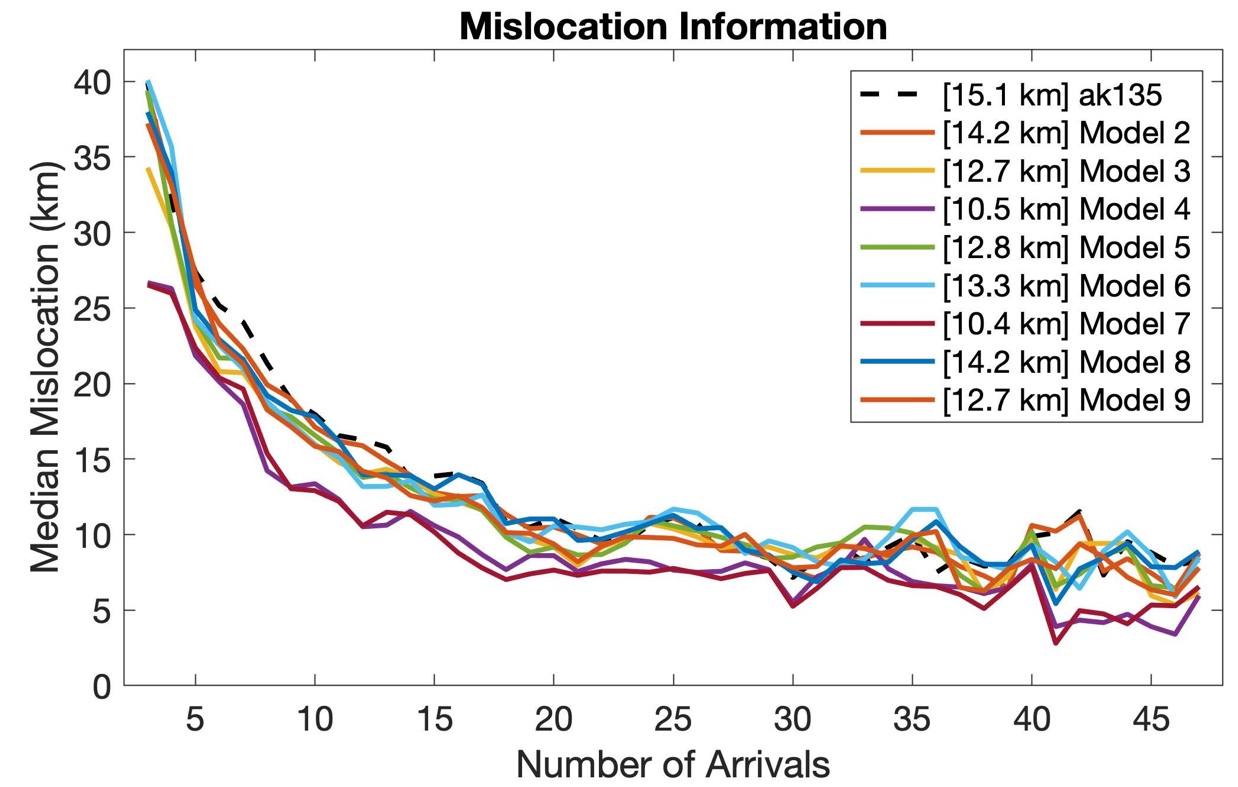 Mislocation Information
[15.1 km] ak135
[14.2 km] Model 2
[12.7 km] Model 3
[10.5 km] Model 4
[12.8 km] Model 5
[13.3 km] Model 6
[10.4 km] Model 7
[14.2 km] Model 8
[12.7 km] Model 9
Median Mislocation (km)
40
35
30
25
20
15
10
5
0
5 10 15 20 25 30 35 40 45
Number of Arrivals